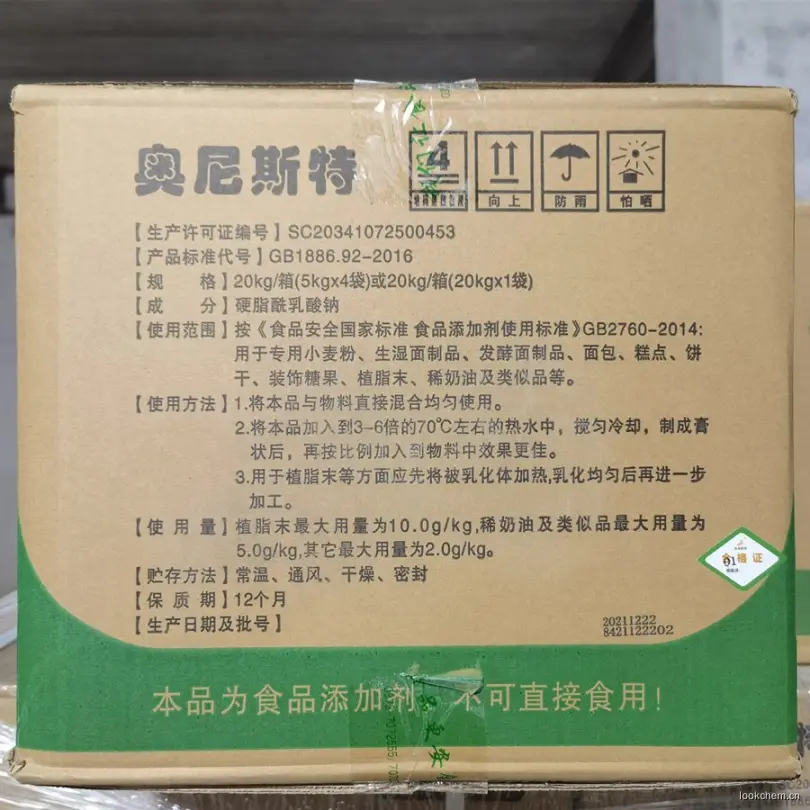 奥尼斯特
4
向上
防雨
怕晒
【生产许可证编号】SC20341072500453
【产品标准代号】GB1886.92-2016
【规 格】20kg/箱(5kgx4袋)或20kg/箱(20kgx1袋)
【成 分】硬脂酰乳酸钠
【使用范围】按《食品安全国家标准 食品添加剂使用标准》GB2760-2014:
用于专用小麦粉、生湿面制品、发酵面制品、面包、糕点、饼
干、装饰糖果、植脂末、稀奶油及类似品等。
【使用方法】1.将本品与物料直接混合均匀使用。
2.将本品加入到3-6倍的70℃左右的热水中，搅匀冷却，制成膏
状后，再按比例加入到物料中效果更佳。
3.用于植脂末等方面应先将被乳化体加热,乳化均匀后再进一步
加工。
【使用量】植脂末最大用量为10.0g/kg,稀奶油及类似品最大用量为
5.0g/kg,其它最大用量为2.0g/kg。
【贮存方法】常温、通风、干燥、密封
【保质期】12个月
【生产日期及批号】
20211222
8421122202
合格证
01
本品为食品添加剂 不可直接食用!
lookchem.cn